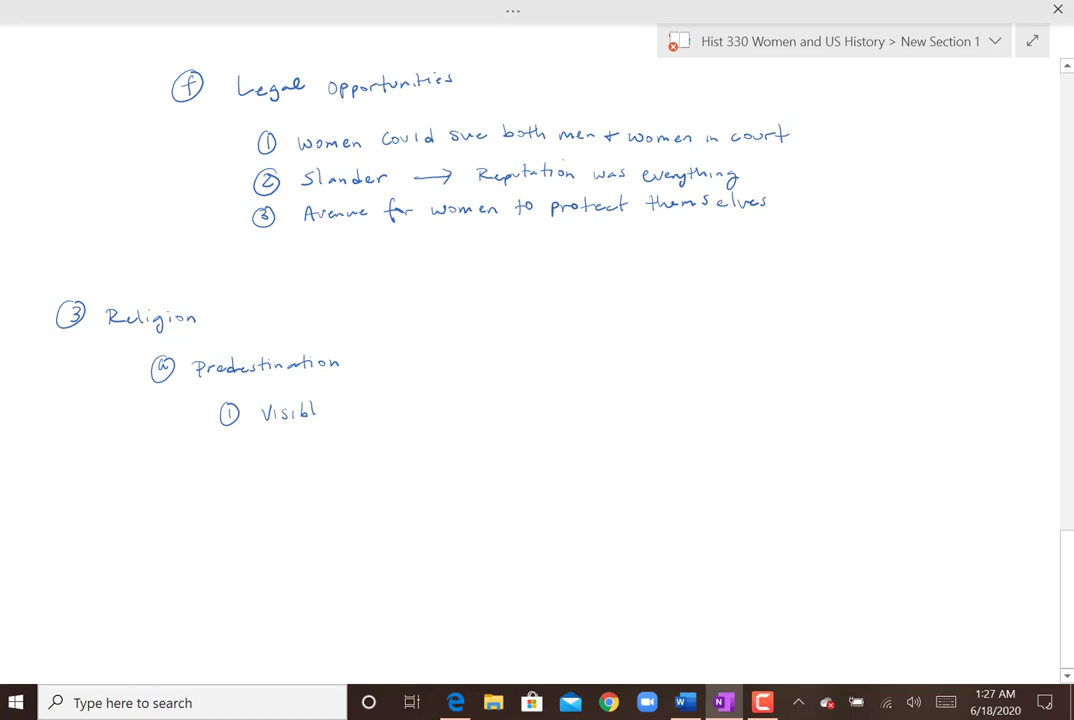 ...
Hist 330 Women and US History > New Section 1
f Legal Opportunities
1 Women could sue both men + women in court
2 Slander → Reputation was everything
3 Avenue for women to protect themselves
3 Religion
a Predestination
1 Visibl
Type here to search
1:27 AM
6/18/2020